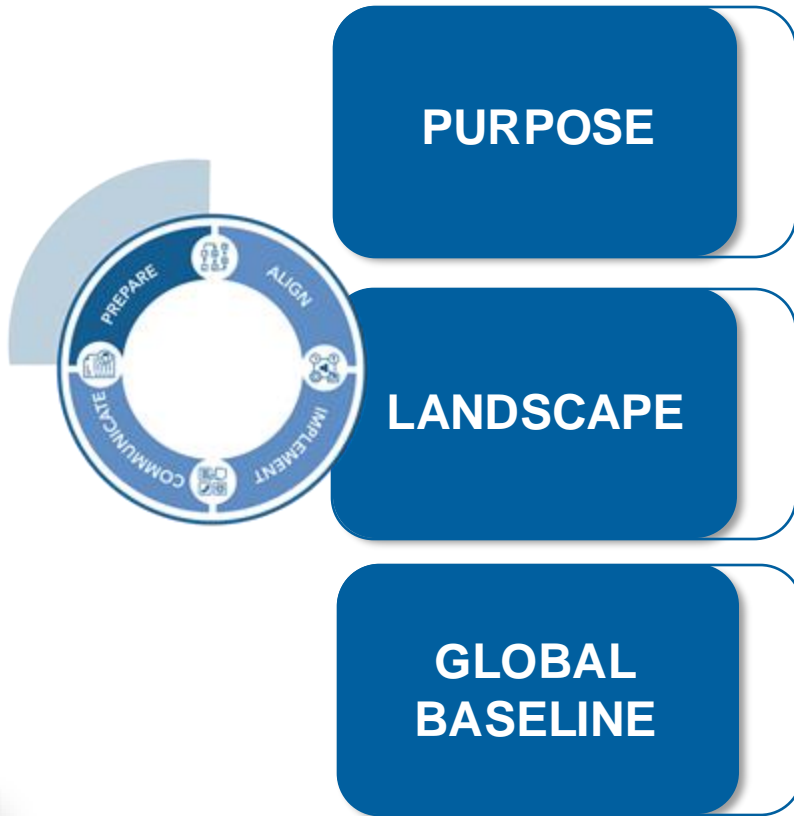 PURPOSE
PREPARE
ALIGN
LANDSCAPE
COMMUNICATE
IMPLEMENT
GLOBAL
BASELINE